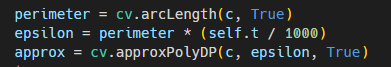 perimeter = cv.arcLength(c, True)
epsilon = perimeter * (self.t / 1000)
approx = cv.approxPolyDP(c, epsilon, True)